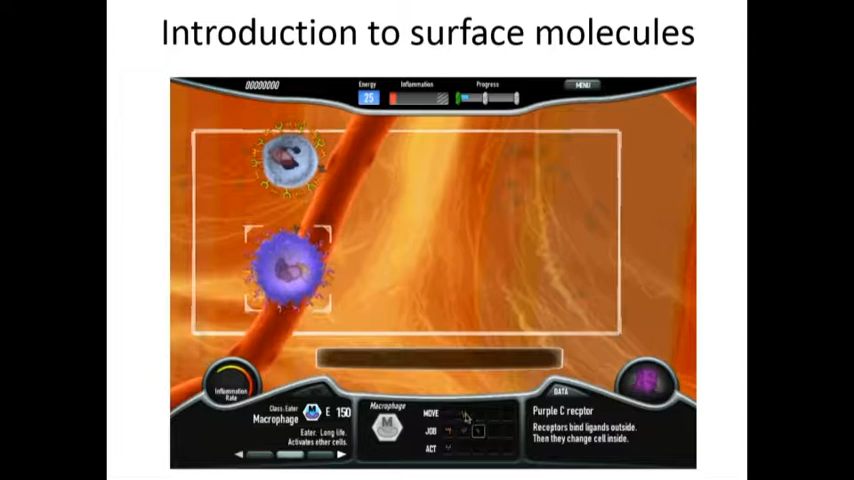 Introduction to surface molecules
00000000
Energy
Inflammation
Progress
MENU
25
Inflammation
Rate
Class: Eater
Macrophage
E 150
Eater. Long life.
Activates other cells.
Macrophage
M
MOVE
JOB
ACT
DATA
Purple C recptor
Receptors bind ligands outside.
Then they change cell inside.